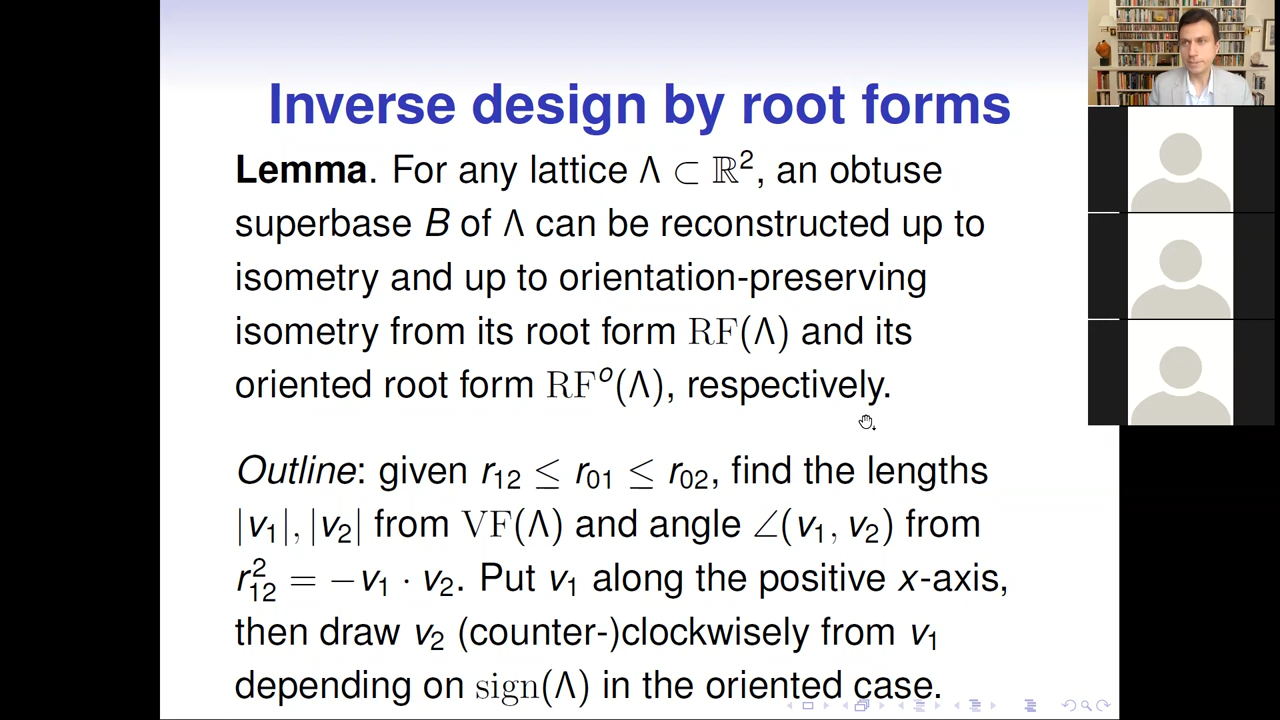 Inverse design by root forms
Lemma. For any lattice Λ ⊂ ℝ², an obtuse
superbase B of Λ can be reconstructed up to
isometry and up to orientation-preserving
isometry from its root form RF(Λ) and its
oriented root form RFᵒ(Λ), respectively.
Outline: given r₁₂ ≤ r₀₁ ≤ r₀₂, find the lengths
|v₁|, |v₂| from VF(Λ) and angle ∠(v₁, v₂) from
r₁₂² = −v₁ · v₂. Put v₁ along the positive x-axis,
then draw v₂ (counter-)clockwisely from v₁
depending on sign(Λ) in the oriented case.